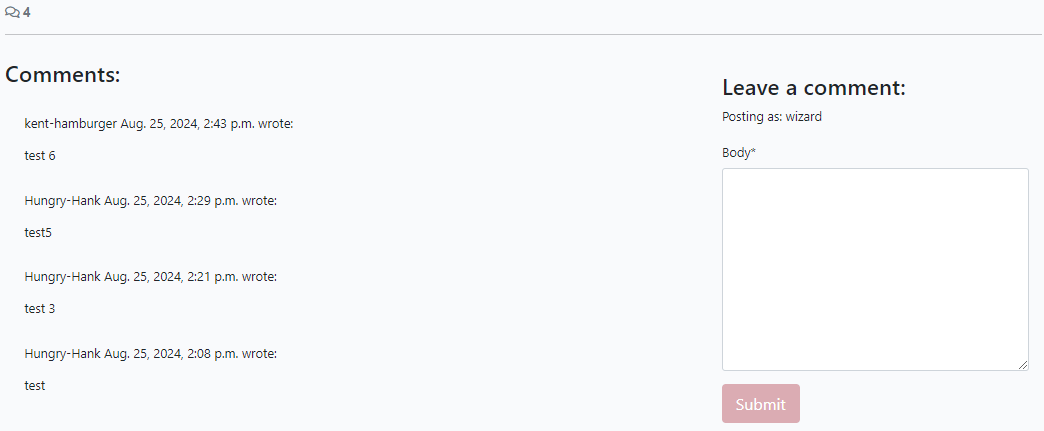 4
Comments:
kent-hamburger Aug. 25, 2024, 2:43 p.m. wrote:
test 6
Hungry-Hank Aug. 25, 2024, 2:29 p.m. wrote:
test5
Hungry-Hank Aug. 25, 2024, 2:21 p.m. wrote:
test 3
Hungry-Hank Aug. 25, 2024, 2:08 p.m. wrote:
test
Leave a comment:
Posting as: wizard
Body*
Submit